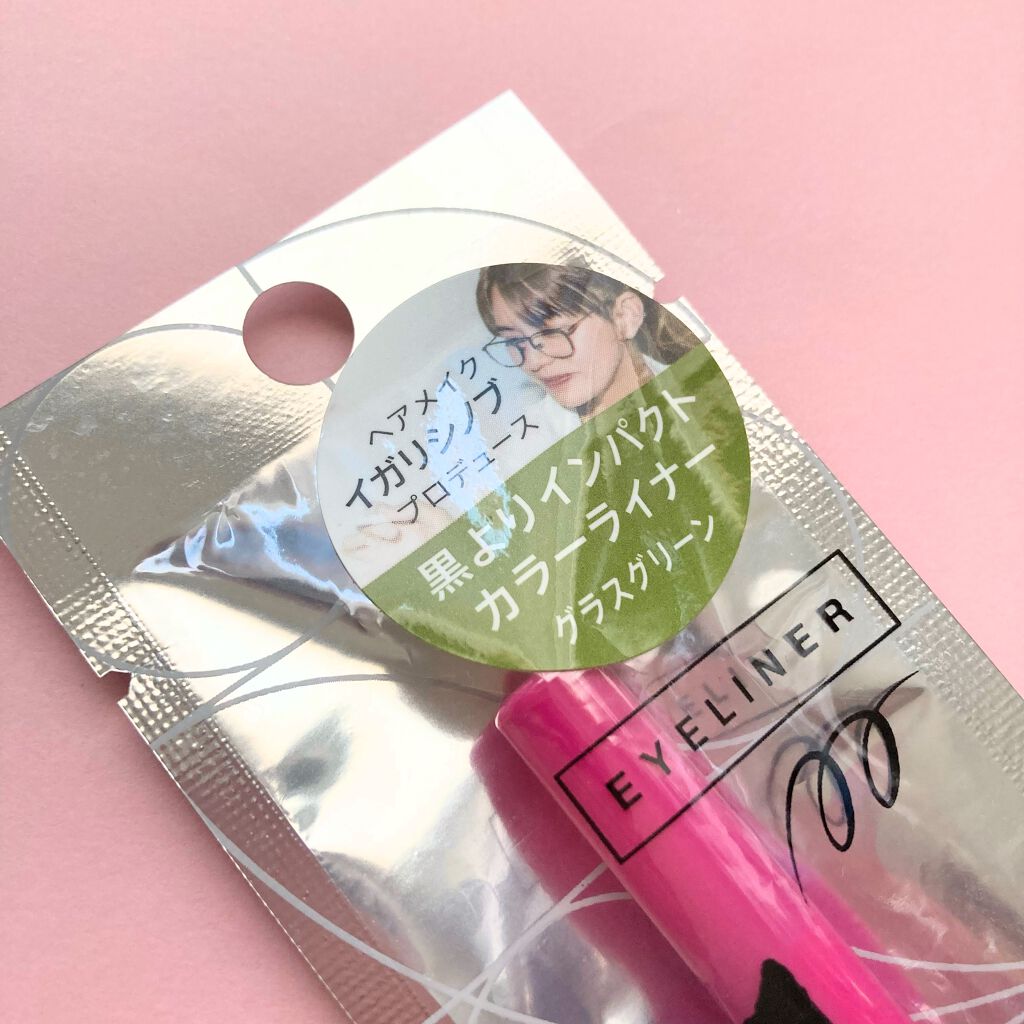 ヘアメイク
イガリシノブ
プロデュース
黒よりインパクト
カラーライナー
グラスグリーン
EYELINER